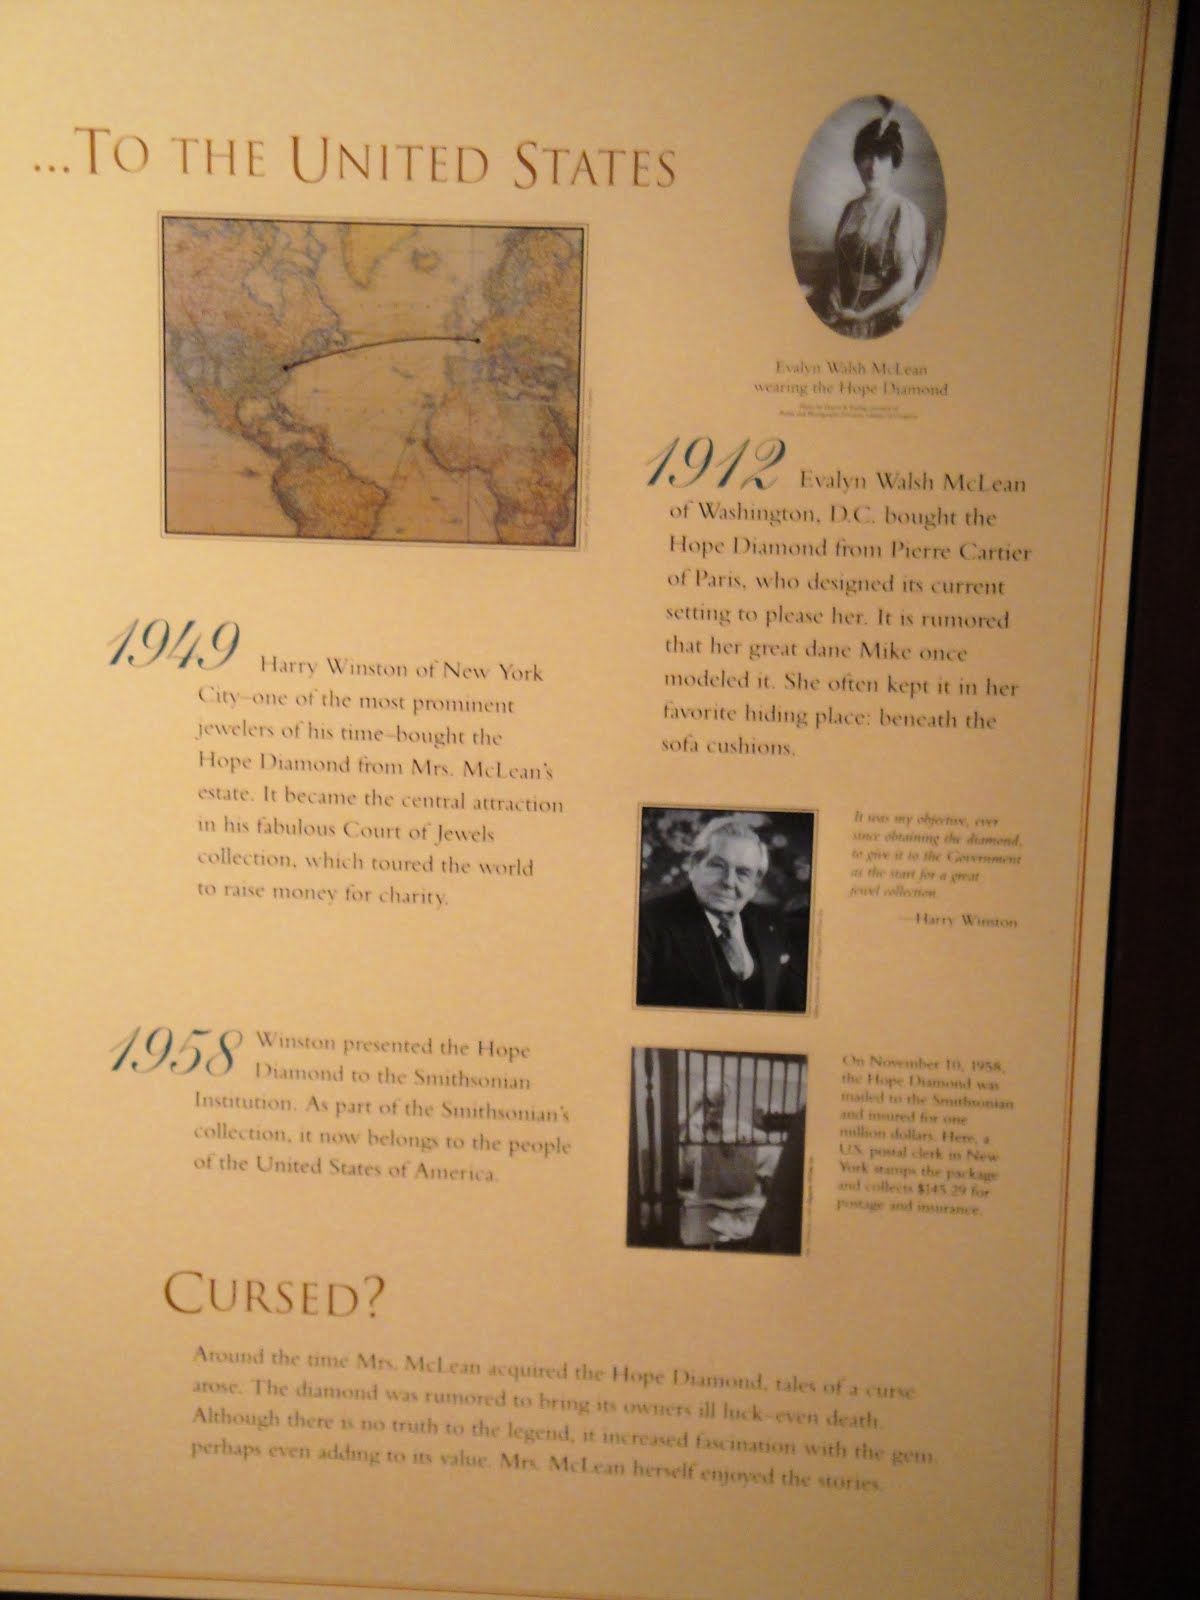 ...To the United States
Evalyn Walsh McLean
wearing the Hope Diamond
1912 Evalyn Walsh McLean
of Washington, D.C. bought the
Hope Diamond from Pierre Cartier
of Paris, who designed its current
setting to please her. It is rumored
that her great dane Mike once
modeled it. She often kept it in her
favorite hiding place: beneath the
sofa cushions.
1949 Harry Winston of New York
City–one of the most prominent
jewelers of his time–bought the
Hope Diamond from Mrs. McLean's
estate. It became the central attraction
in his fabulous Court of Jewels
collection, which toured the world
to raise money for charity.
It was my objective, ever
since obtaining the diamond,
to give it to the Government
as the start for a great
jewel collection.
—Harry Winston
1958 Winston presented the Hope
Diamond to the Smithsonian
Institution. As part of the Smithsonian's
collection, it now belongs to the people
of the United States of America.
On November 10, 1958,
the Hope Diamond was
mailed to the Smithsonian
and insured for one
million dollars. Here, a
U.S. postal clerk in New
York stamps the package
and collects $145.29 for
postage and insurance.
Cursed?
Around the time Mrs. McLean acquired the Hope Diamond, tales of a curse
arose. The diamond was rumored to bring its owners ill luck–even death.
Although there is no truth to the legend, it increased fascination with the gem,
perhaps even adding to its value. Mrs. McLean herself enjoyed the stories.